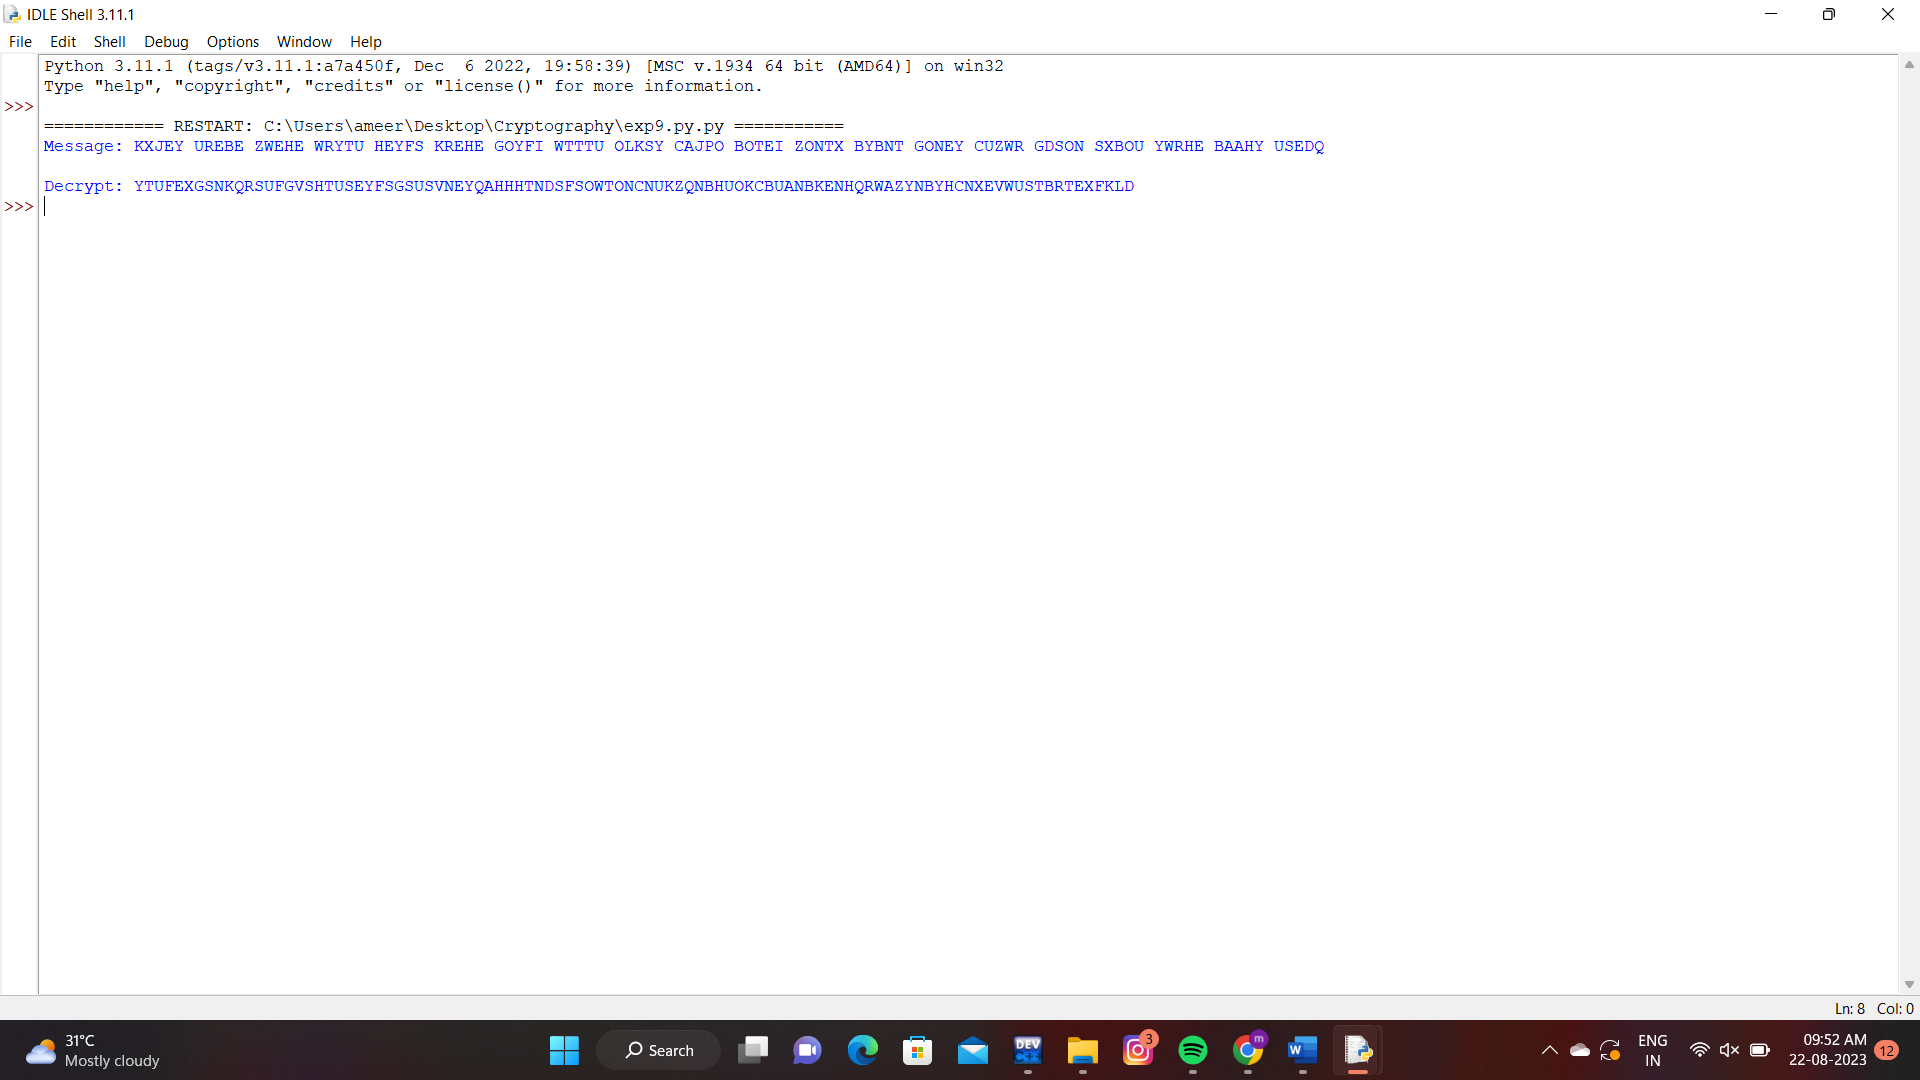 IDLE Shell 3.11.1
File Edit Shell Debug Options Window Help
Python 3.11.1 (tags/v3.11.1:a7a450f, Dec  6 2022, 19:58:39) [MSC v.1934 64 bit (AMD64)] on win32
Type "help", "copyright", "credits" or "license()" for more information.
>>>
============ RESTART: C:\Users\ameer\Desktop\Cryptography\exp9.py.py ===========
Message: KXJEY UREBE ZWEHE WRYTU HEYFS KREHE GOYFI WTTTU OLKSY CAJPO BOTEI ZONTX BYBNT GONEY CUZWR GDSON SXBOU YWRHE BAAHY USEDQ
Decrypt: YTUFEXGSNKQRSUFGVSHTUSEYFSGSUSVNEYQAHHHTNDSFSOWTONCNUKZQNBHUOKCBUANBKENHQRWAZYNBYHCNXEVWUSTBRTEXFKLD
>>>
Ln: 8 Col: 0
31°C
Mostly cloudy
Search
DEV
C++
3
m
W
ENG
IN
09:52 AM
22-08-2023
12